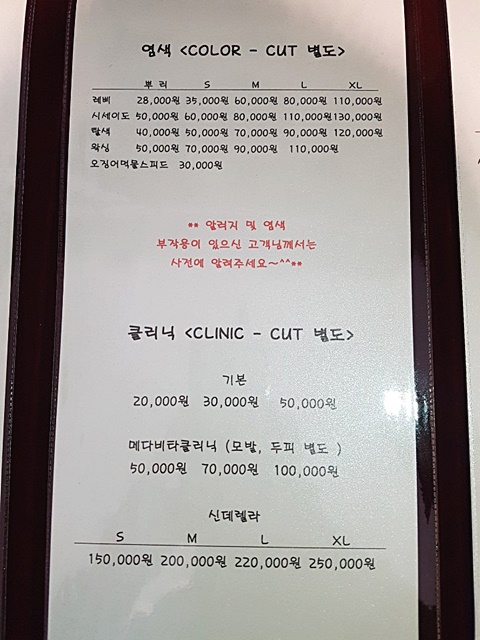 염색 <COLOR - CUT 별도>
뿌리 S M L XL
레삐 28,000원 35,000원 60,000원 80,000원 110,000원
시세이도 50,000원 60,000원 80,000원 110,000원 130,000원
탈색 40,000원 50,000원 70,000원 90,000원 120,000원
왁싱 50,000원 70,000원 90,000원 110,000원
오징어먹물스피드 30,000원
** 알러지 및 염색
부작용이 있으신 고객님께서는
사전에 알려주세요~^^**
클리닉 <CLINIC - CUT 별도>
기본
20,000원 30,000원 50,000원
메다비타클리닉 (모발, 두피 별도 )
50,000원 70,000원 100,000원
신데렐라
S M L XL
150,000원 200,000원 220,000원 250,000원